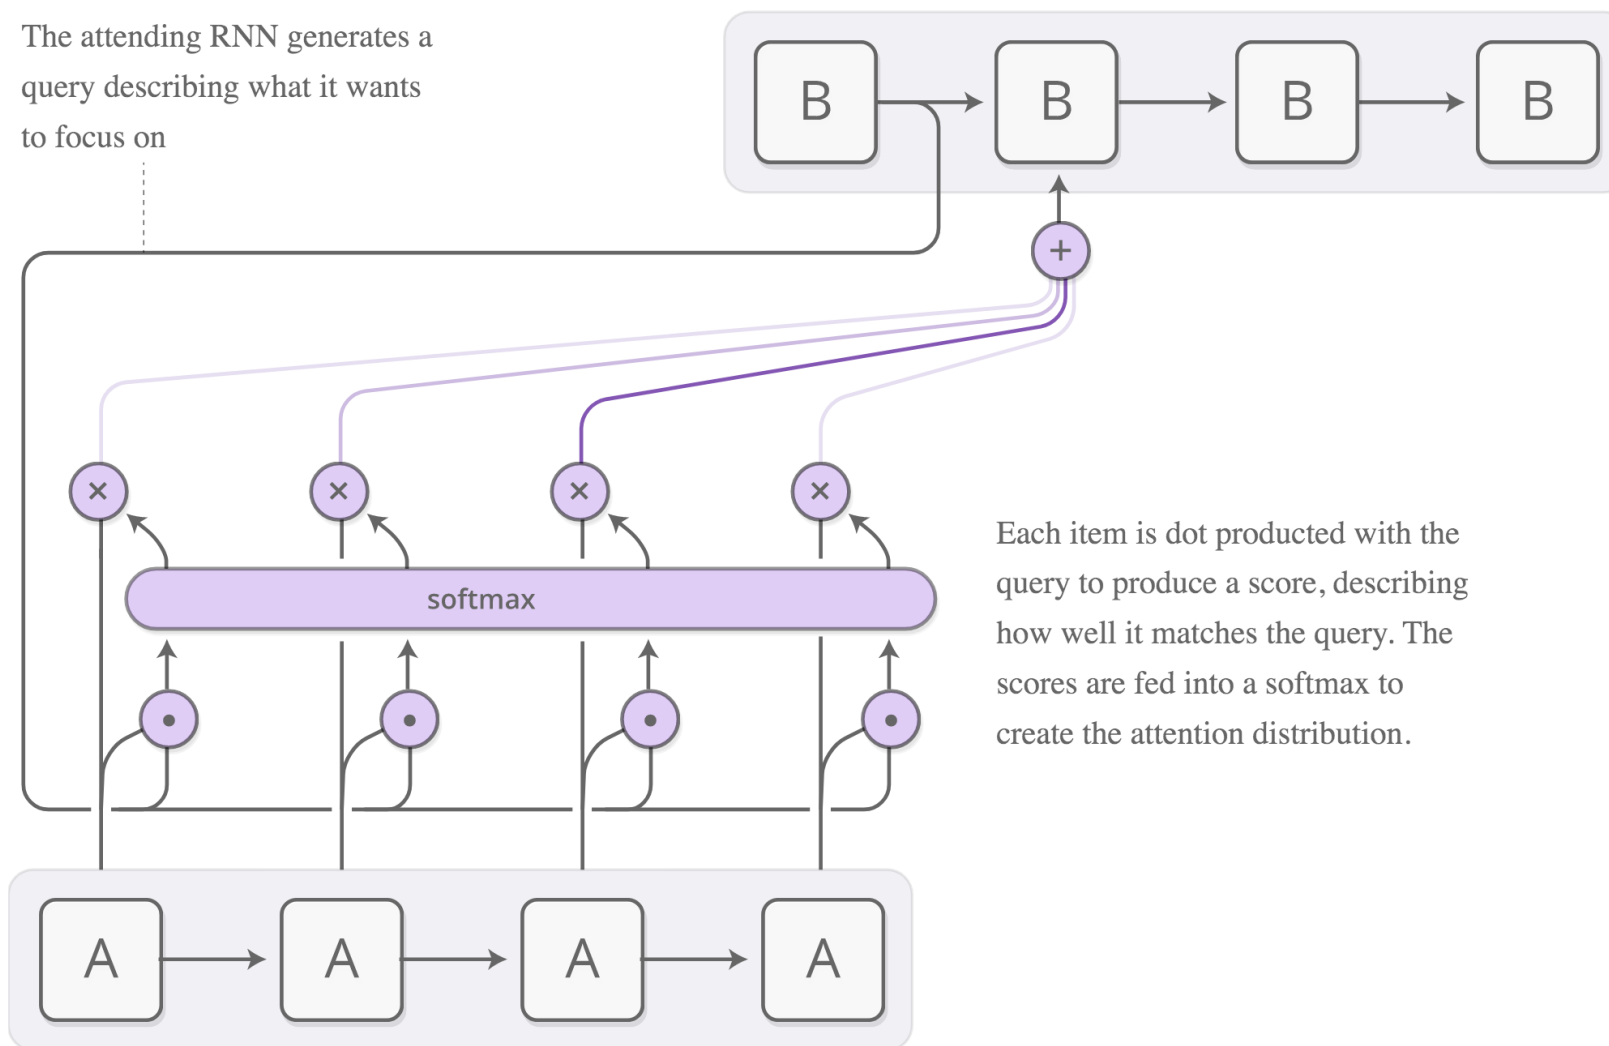 The attending RNN generates a
query describing what it wants
to focus on
B
B
B
B
+
×
×
×
×
softmax
Each item is dot producted with the
query to produce a score, describing
how well it matches the query. The
scores are fed into a softmax to
create the attention distribution.
•
•
•
•
A
A
A
A